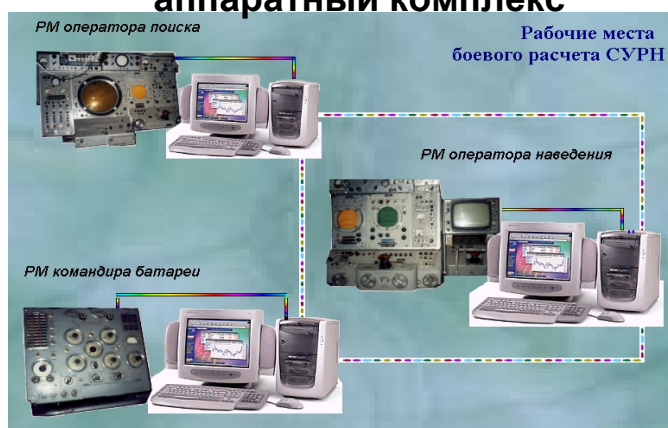 аппаратный комплекс
РМ оператора поиска
Рабочие места
боевого расчета СУРН
РМ оператора наведения
РМ командира батареи